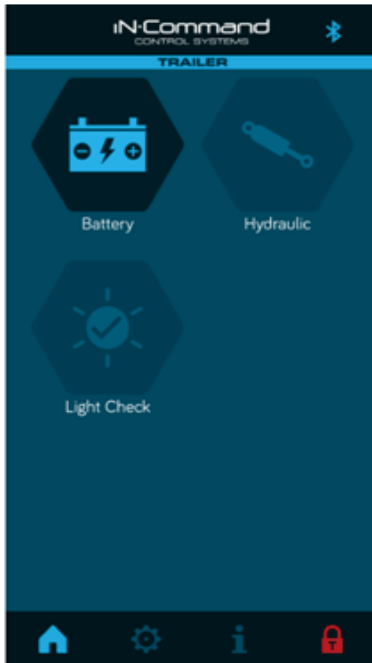 iN·Command
CONTROL SYSTEMS
TRAILER
Battery
Hydraulic
Light Check